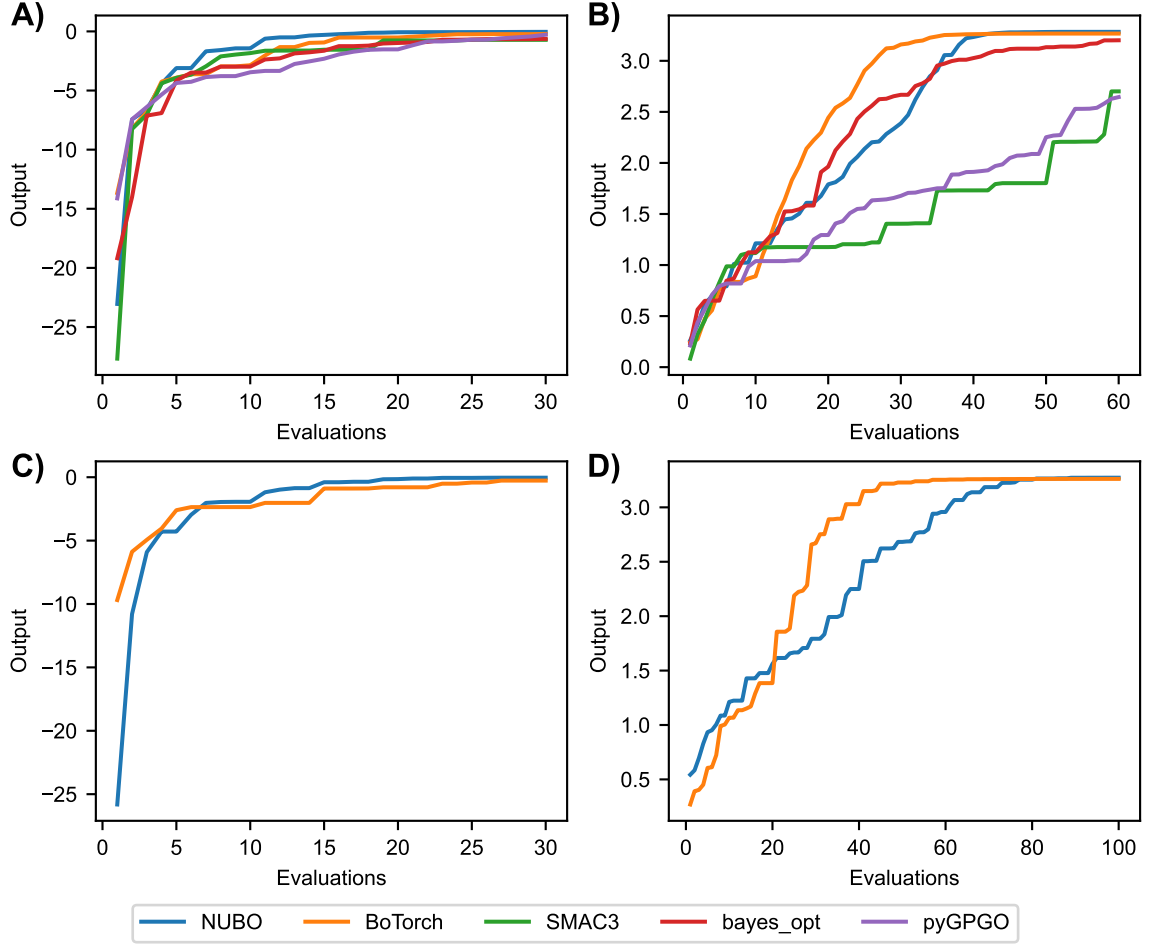 A)
0
−5
−10
−15
−20
−25
Output
0 5 10 15 20 25 30
Evaluations
B)
3.0
2.5
2.0
1.5
1.0
0.5
0.0
Output
0 10 20 30 40 50 60
Evaluations
C)
0
−5
−10
−15
−20
−25
Output
0 5 10 15 20 25 30
Evaluations
D)
3.0
2.5
2.0
1.5
1.0
0.5
Output
0 20 40 60 80 100
Evaluations
NUBO BoTorch SMAC3 bayes_opt pyGPGO